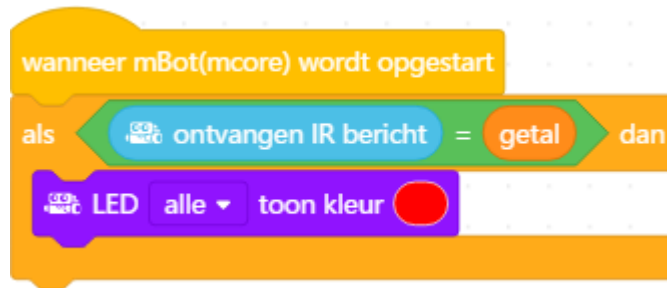 wanneer mBot(mcore) wordt opgestart
als ontvangen IR bericht = getal dan
LED alle toon kleur